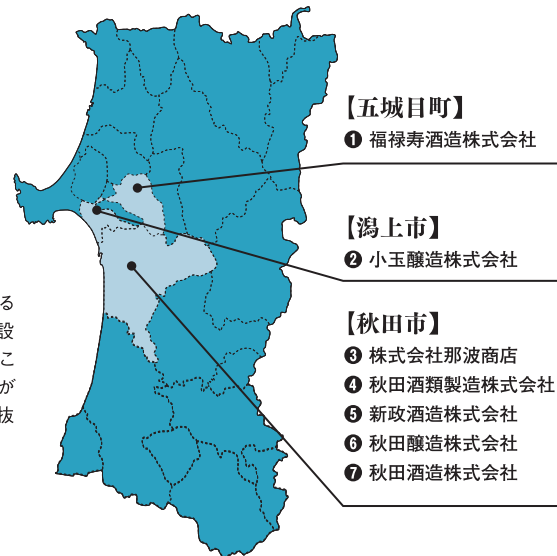 【五城目町】
❶ 福禄寿酒造株式会社
【潟上市】
❷ 小玉醸造株式会社
【秋田市】
❸ 株式会社那波商店
❹ 秋田酒類製造株式会社
❺ 新政酒造株式会社
❻ 秋田醸造株式会社
❼ 秋田酒造株式会社
る
設
こ
が
抜